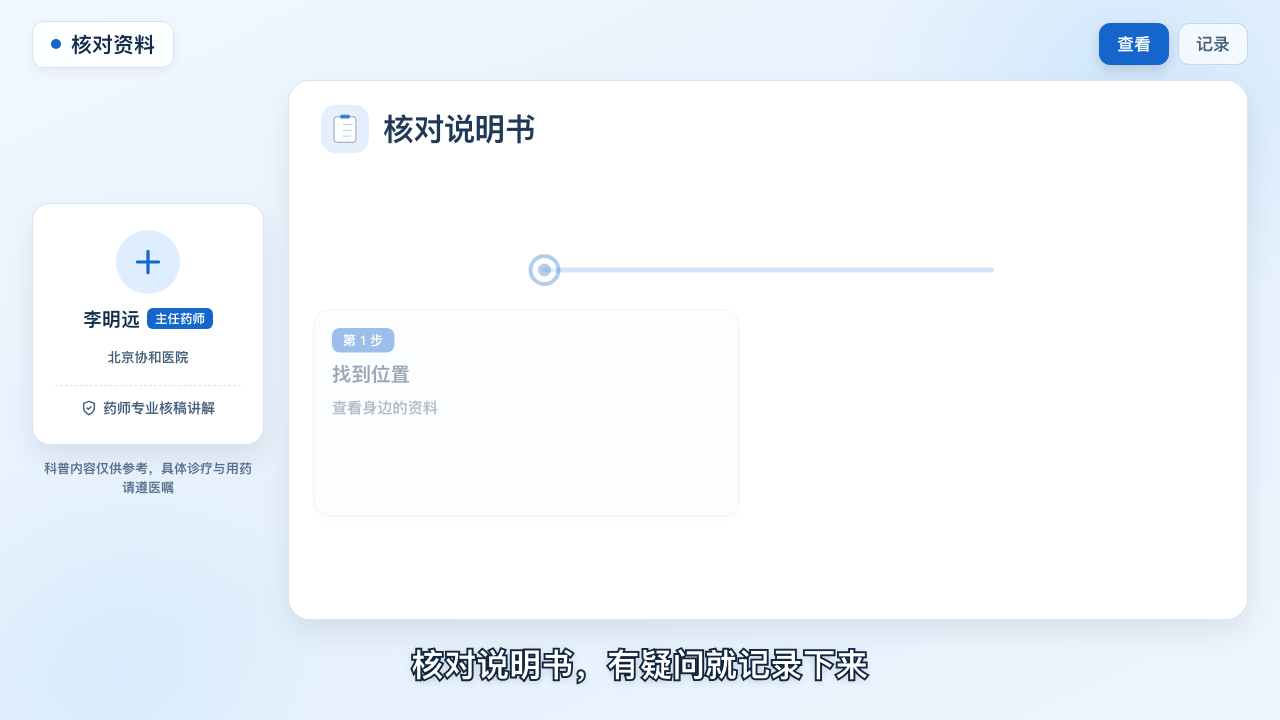 核对资料
查看
记录
核对说明书
李明远 主任药师
北京协和医院
药师专业核稿讲解
科普内容仅供参考，具体诊疗与用药
请遵医嘱
第 1 步
找到位置
查看身边的资料
核对说明书，有疑问就记录下来